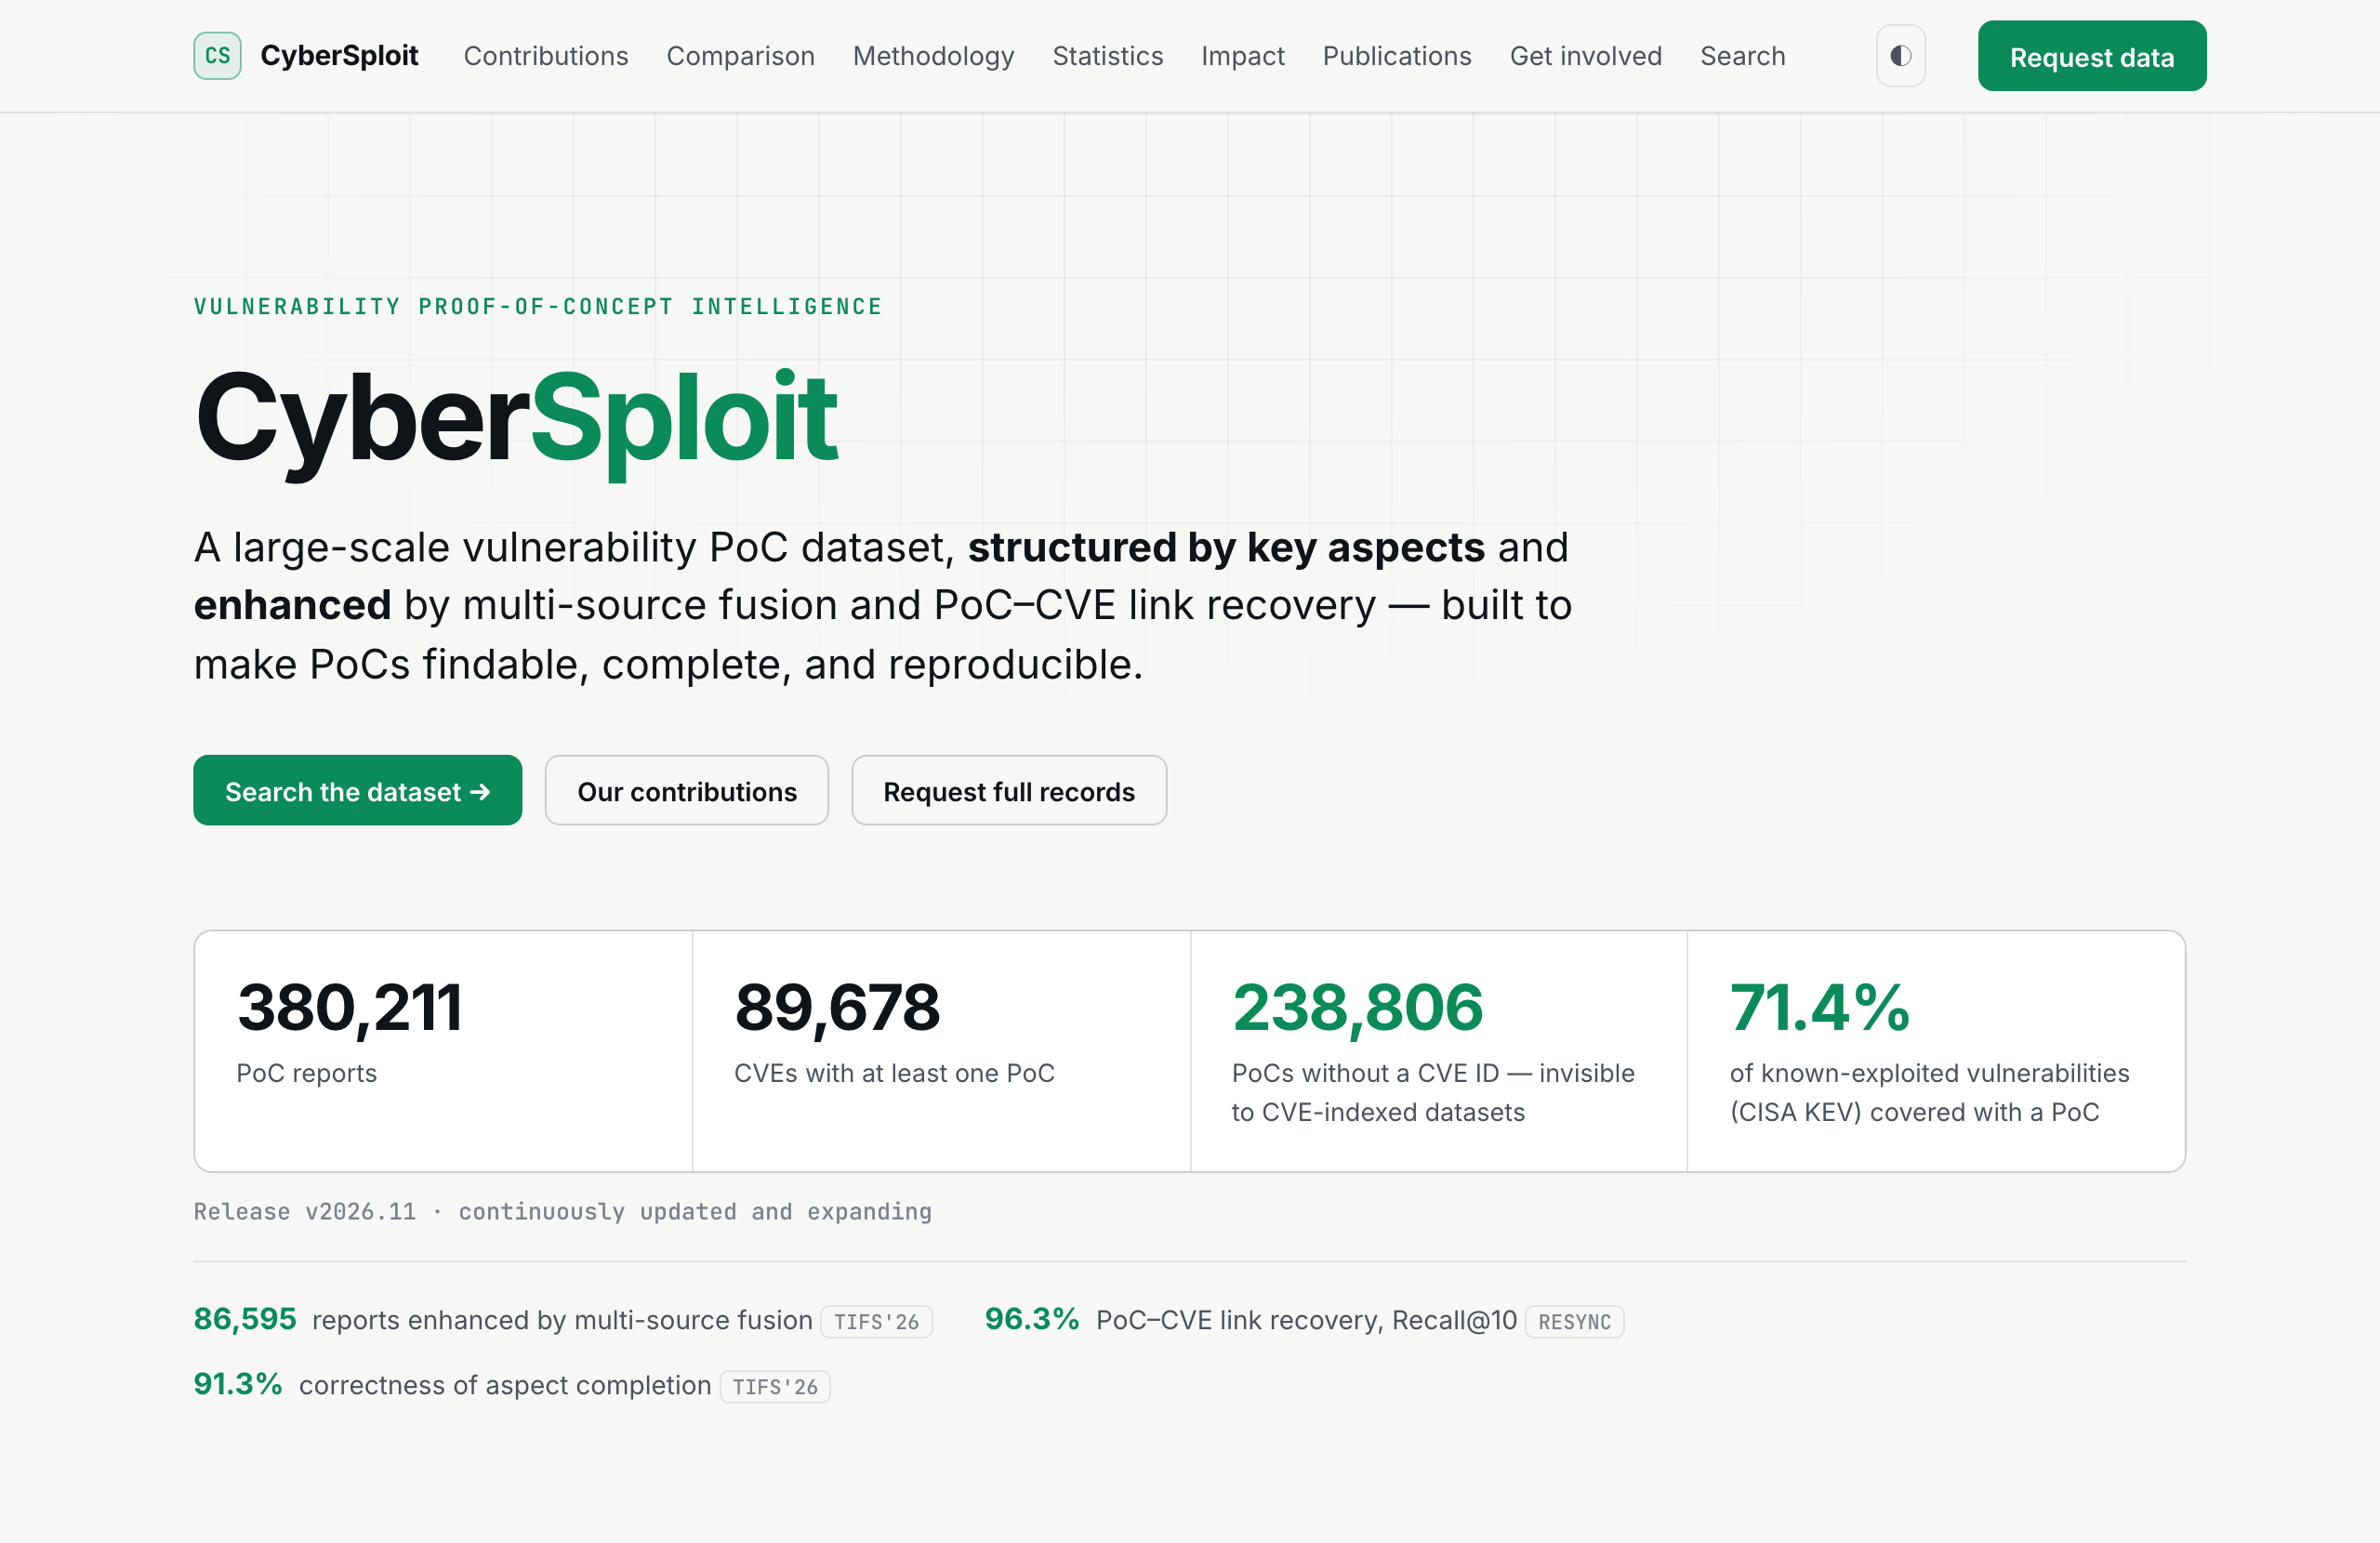 CS CyberSploit Contributions Comparison Methodology Statistics Impact Publications Get involved Search Request data
VULNERABILITY PROOF-OF-CONCEPT INTELLIGENCE
CyberSploit
A large-scale vulnerability PoC dataset, structured by key aspects and
enhanced by multi-source fusion and PoC–CVE link recovery — built to
make PoCs findable, complete, and reproducible.
Search the dataset → Our contributions Request full records
380,211
PoC reports
89,678
CVEs with at least one PoC
238,806
PoCs without a CVE ID — invisible
to CVE-indexed datasets
71.4%
of known-exploited vulnerabilities
(CISA KEV) covered with a PoC
Release v2026.11 · continuously updated and expanding
86,595 reports enhanced by multi-source fusion TIFS'26 96.3% PoC–CVE link recovery, Recall@10 RESYNC
91.3% correctness of aspect completion TIFS'26